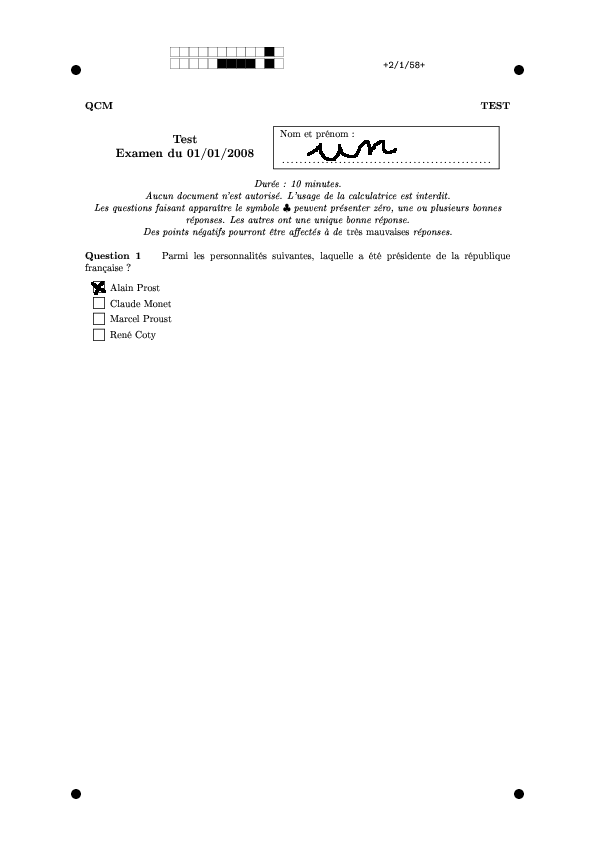 +2/1/58+
QCM TEST
Test
Examen du 01/01/2008
Nom et prénom :
Durée : 10 minutes.
Aucun document n'est autorisé. L'usage de la calculatrice est interdit.
Les questions faisant apparaître le symbole ♣ peuvent présenter zéro, une ou plusieurs bonnes
réponses. Les autres ont une unique bonne réponse.
Des points négatifs pourront être affectés à de très mauvaises réponses.
Question 1 Parmi les personnalités suivantes, laquelle a été présidente de la république
française ?
Alain Prost
Claude Monet
Marcel Proust
René Coty